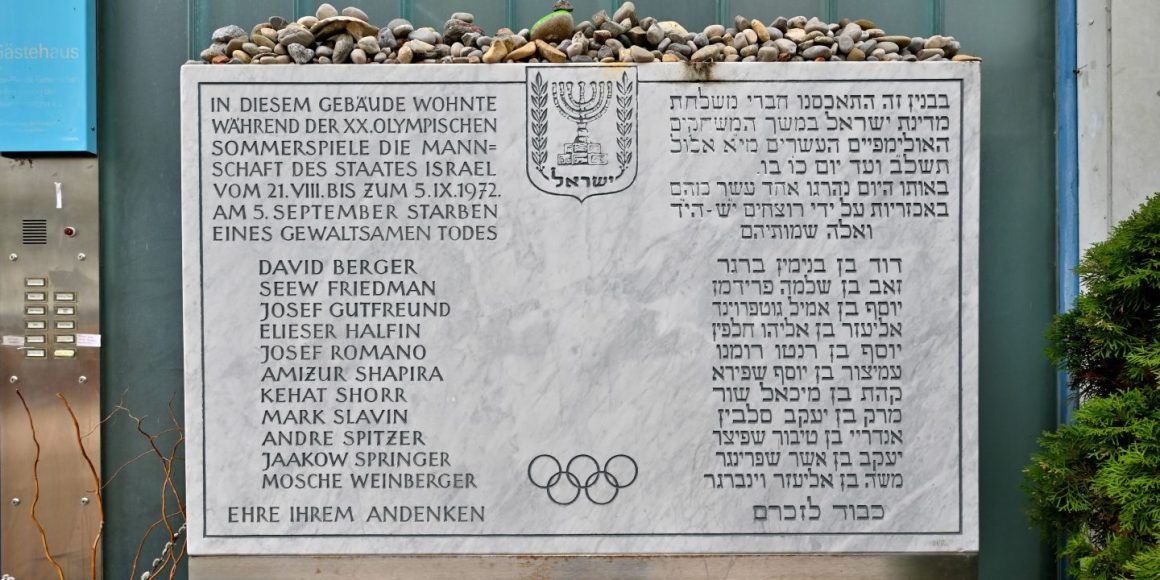 Gästehaus
IN DIESEM GEBÄUDE WOHNTE
WÄHREND DER XX.OLYMPISCHEN
SOMMERSPIELE DIE MANN=
SCHAFT DES STAATES ISRAEL
VOM 21.VIII.BIS ZUM 5.IX.1972.
AM 5.SEPTEMBER STARBEN
EINES GEWALTSAMEN TODES
DAVID BERGER
SEEW FRIEDMAN
JOSEF GUTFREUND
ELIESER HALFIN
JOSEF ROMANO
AMIZUR SHAPIRA
KEHAT SHORR
MARK SLAVIN
ANDRE SPITZER
JAAKOW SPRINGER
MOSCHE WEINBERGER
EHRE IHREM ANDENKEN
ישראל
בבנין זה התאכסנו חברי משלחת
מדינת ישראל במשך המשחקים
האולימפיים העשרים מי״א אלול
תשל״ב ועד יום כ״ו בו.
באותו היום נהרגו אחד עשר מהם
באכזריות על ידי רוצחים יש-הי״ד
ואלה שמותיהם
דוד בן בנימין ברגר
זאב בן שלמה פרידמן
יוסף בן אמיל גוטפרוינד
אליעזר בן אליהו חלפין
יוסף בן רנטו רומנו
עמיצור בן יוסף שפירא
קהת בן מיכאל שור
מרק בן יעקב סלבין
אנדריי בן טיבור שפיצר
יעקב בן אשר שפרינגר
משה בן אליעזר וינברגר
כבוד לזכרם